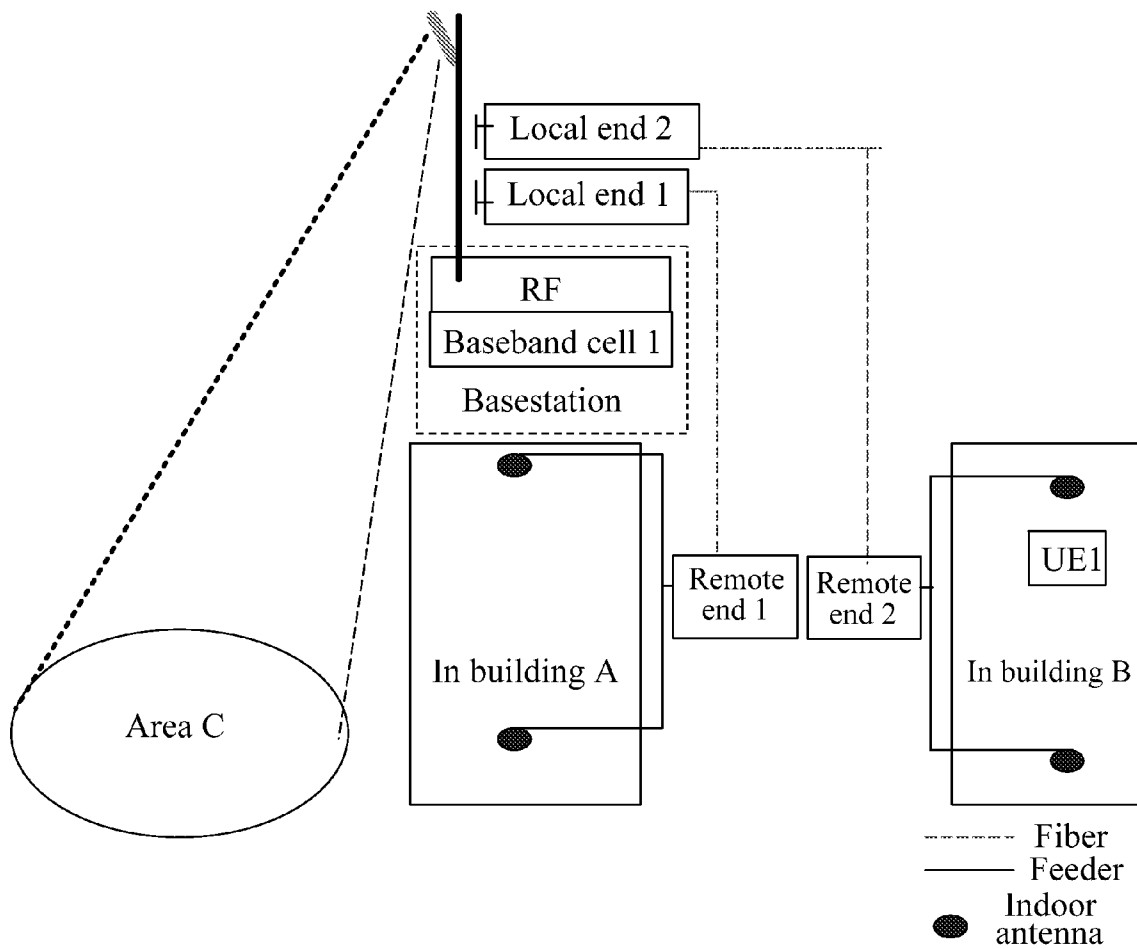 Local end 2
Local end 1
RF
Baseband cell 1
Basestation
Remote
end 1
Remote
end 2
UE1
In building A
In building B
Area C
Fiber
Feeder
Indoor
antenna